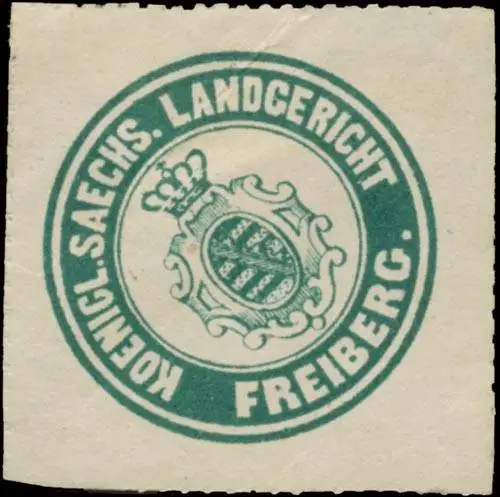 KOENIGL. SAECHS. LANDGERICHT
FREIBERG.